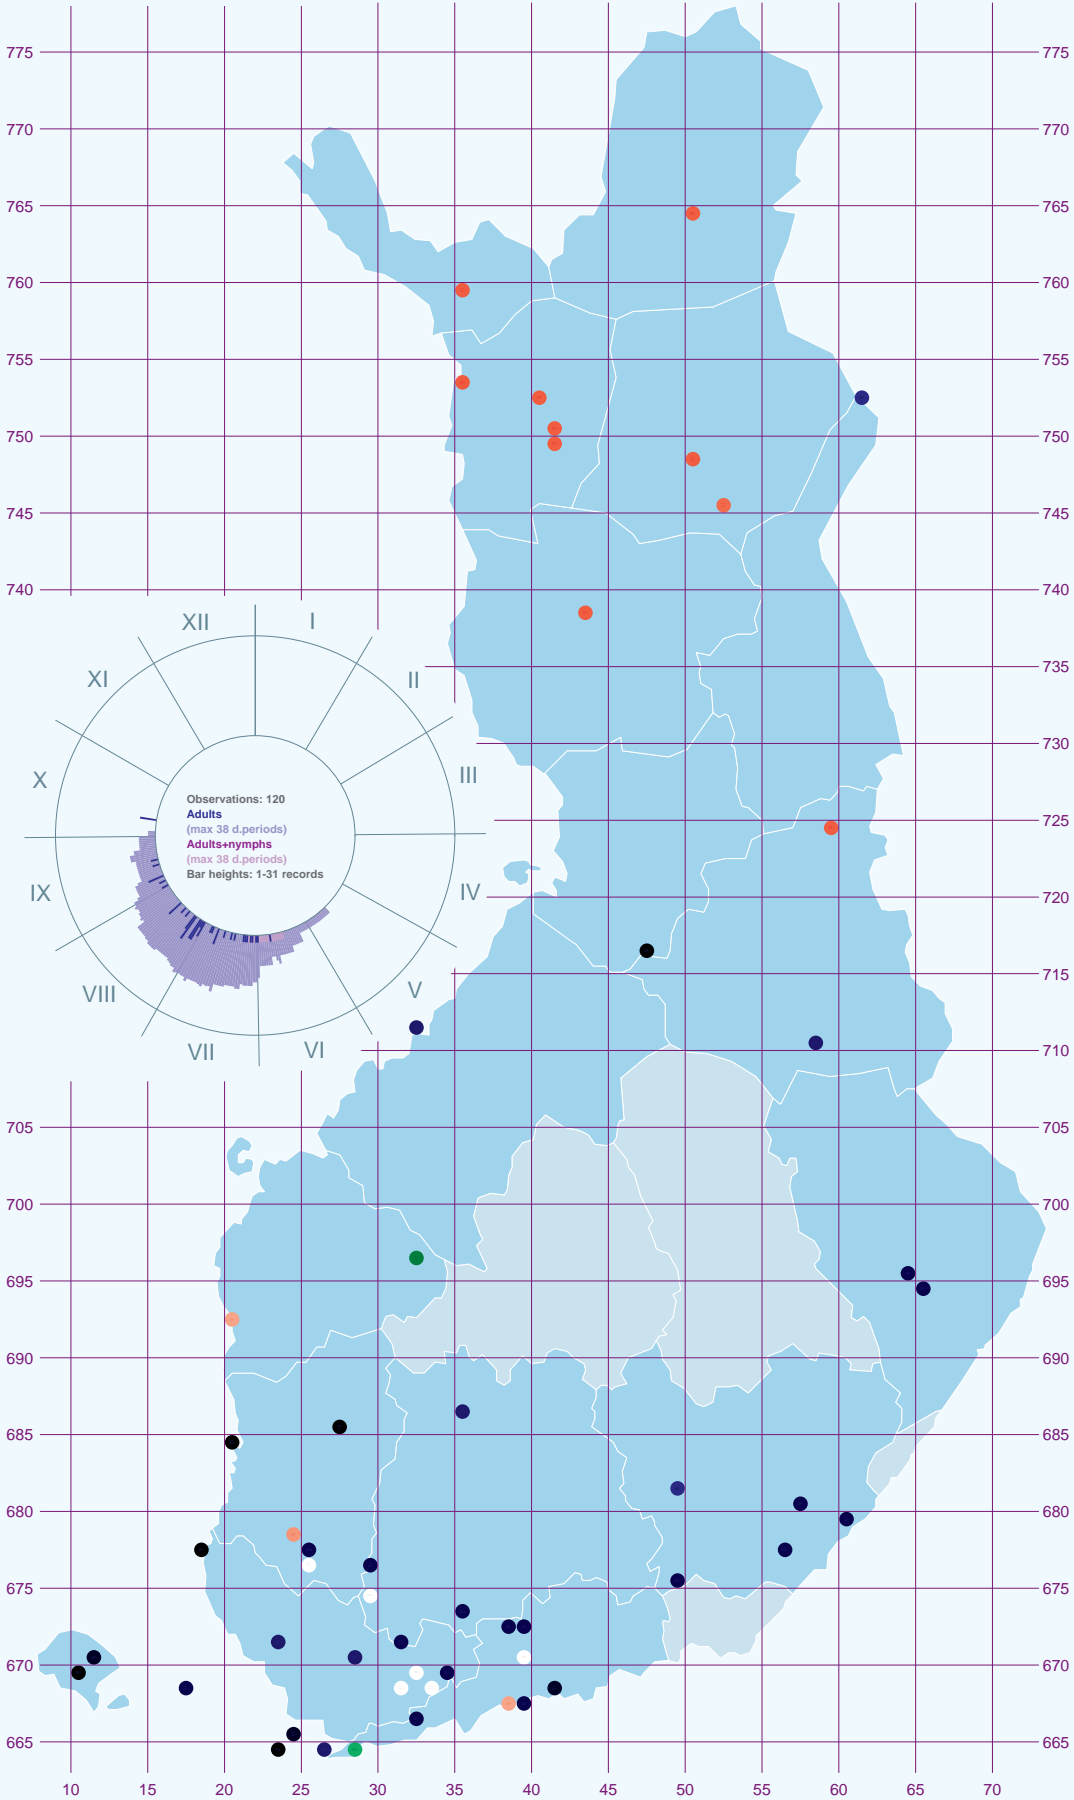 775 775
770 770
765 765
760 760
755 755
750 750
745 745
740 740
735
730
725
720
715
710
705 705
700 700
695 695
690 690
685 685
680 680
675 675
670 670
665 665
10 15 20 25 30 35 40 45 50 55 60 65 70
XII I
XI II
X III
IX IV
VIII V
VII VI
Observations: 120
Adults
(max 38 d.periods)
Adults+nymphs
(max 38 d.periods)
Bar heights: 1-31 records